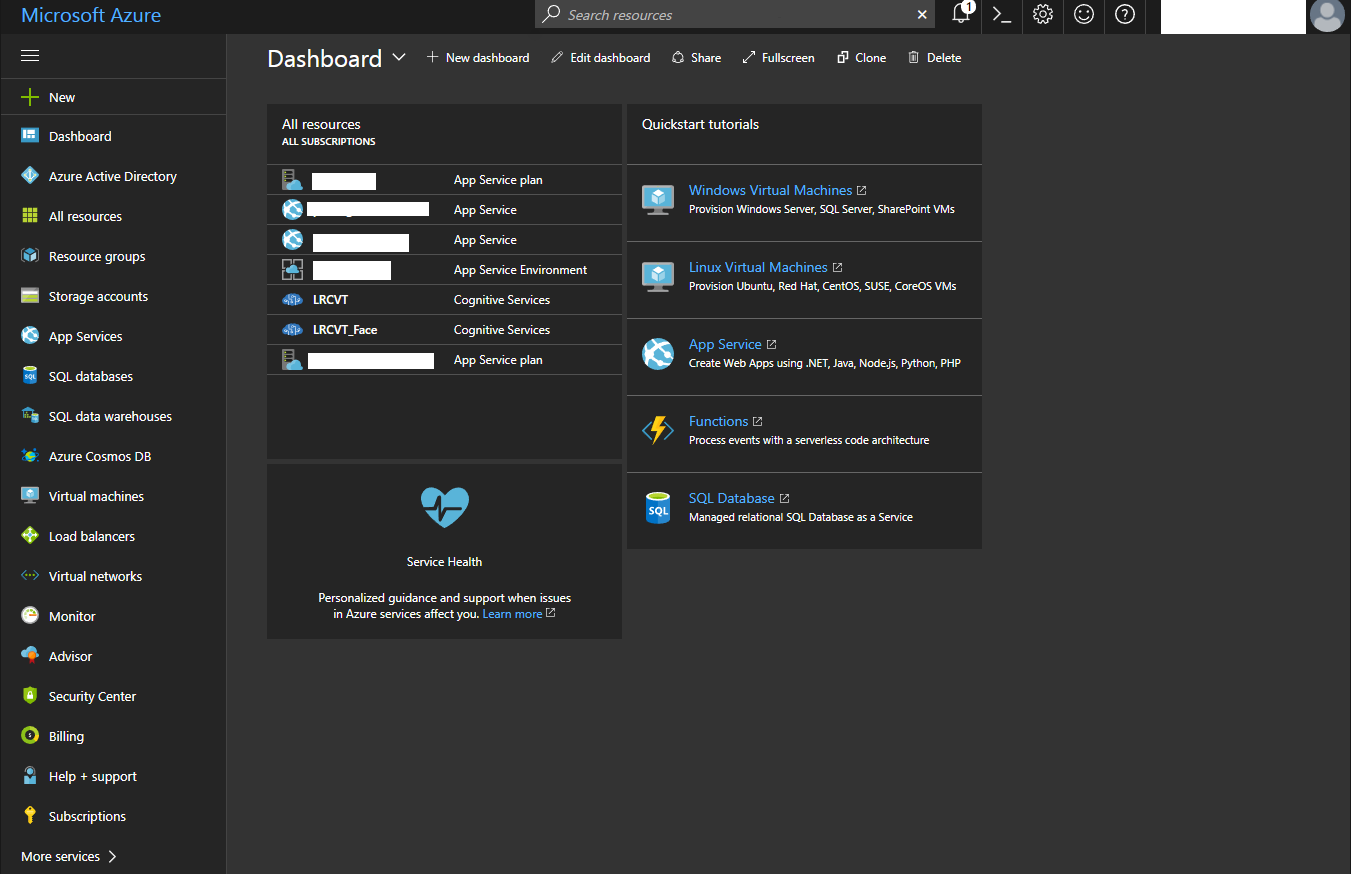 Microsoft Azure
Search resources
1
Dashboard
New dashboard
Edit dashboard
Share
Fullscreen
Clone
Delete
New
Dashboard
Azure Active Directory
All resources
Resource groups
Storage accounts
App Services
SQL databases
SQL data warehouses
Azure Cosmos DB
Virtual machines
Load balancers
Virtual networks
Monitor
Advisor
Security Center
Billing
Help + support
Subscriptions
More services
All resources
ALL SUBSCRIPTIONS
App Service plan
App Service
App Service
App Service Environment
LRCVT Cognitive Services
LRCVT_Face Cognitive Services
App Service plan
Service Health
Personalized guidance and support when issues
in Azure services affect you. Learn more
Quickstart tutorials
Windows Virtual Machines
Provision Windows Server, SQL Server, SharePoint VMs
Linux Virtual Machines
Provision Ubuntu, Red Hat, CentOS, SUSE, CoreOS VMs
App Service
Create Web Apps using .NET, Java, Node.js, Python, PHP
Functions
Process events with a serverless code architecture
SQL
SQL Database
Managed relational SQL Database as a Service